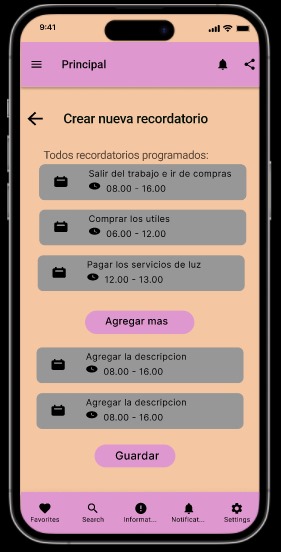 9:41
Principal
Crear nueva recordatorio
Todos recordatorios programados:
Salir del trabajo e ir de compras
08.00 - 16.00
Comprar los utiles
06.00 - 12.00
Pagar los servicios de luz
12.00 - 13.00
Agregar mas
Agregar la descripcion
08.00 - 16.00
Agregar la descripcion
08.00 - 16.00
Guardar
Favorites Search Informat... Notificat... Settings